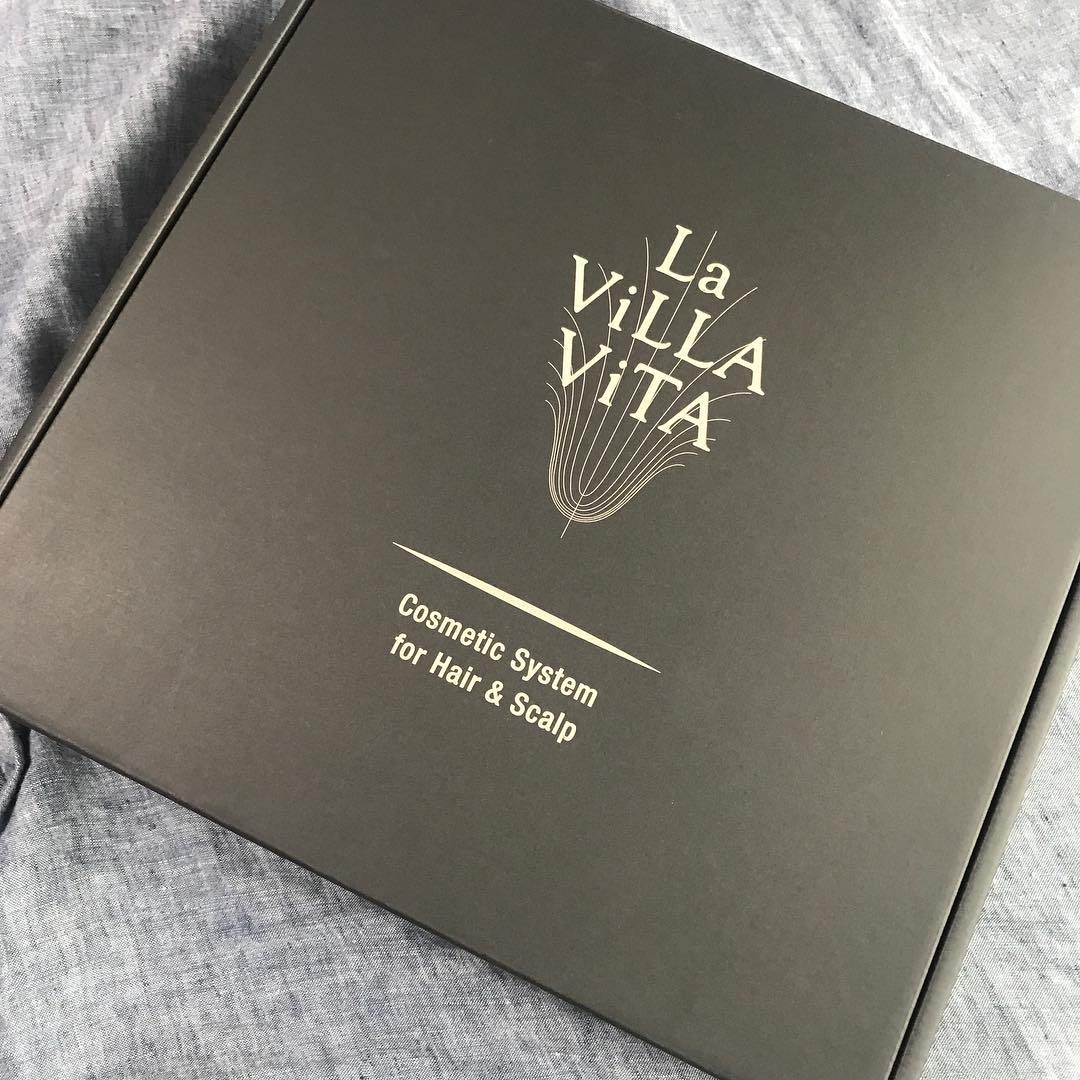 La
ViLLA
ViTA
Cosmetic System
for Hair & Scalp